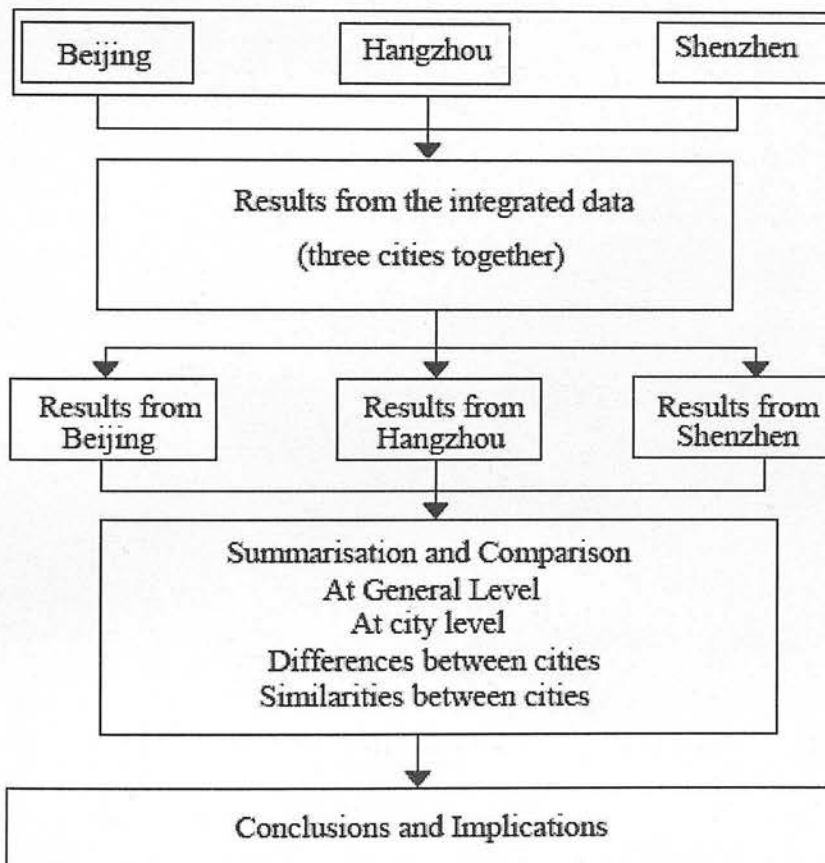 Beijing
Hangzhou
Shenzhen
Results from the integrated data
(three cities together)
Results from
Beijing
Results from
Hangzhou
Results from
Shenzhen
Summarisation and Comparison
At General Level
At city level
Differences between cities
Similarities between cities
Conclusions and Implications